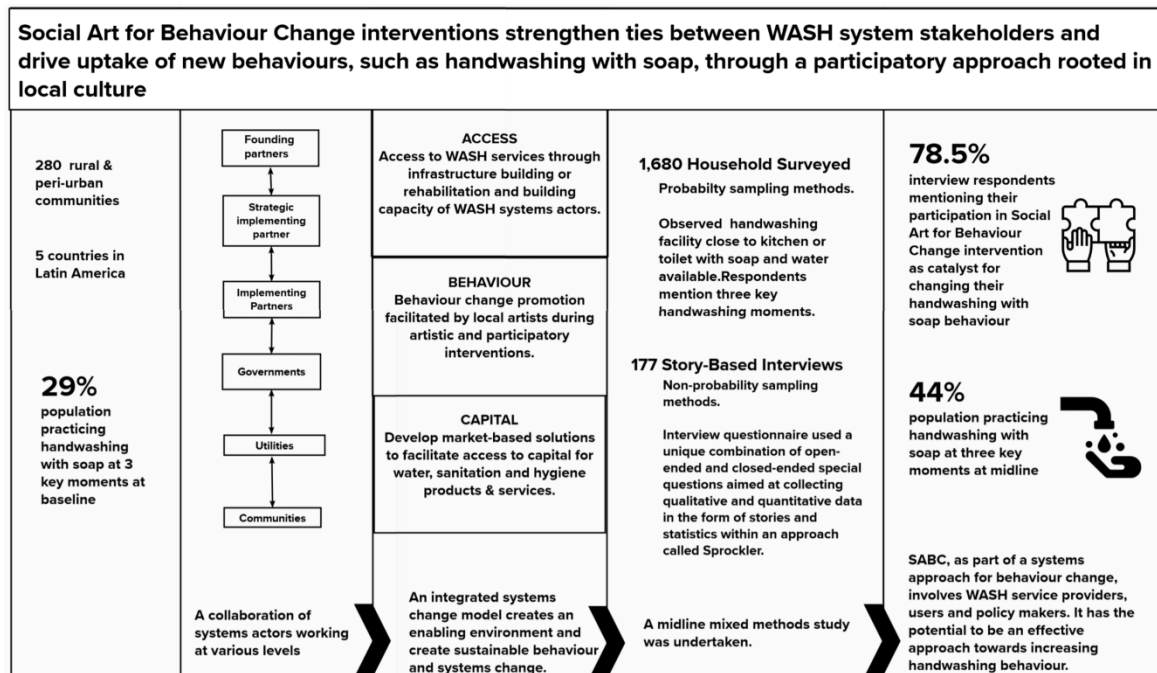 Social Art for Behaviour Change interventions strengthen ties between WASH system stakeholders and
drive uptake of new behaviours, such as handwashing with soap, through a participatory approach rooted in
local culture
280 rural &
peri-urban
communities
5 countries in
Latin America
29%
population
practicing
handwashing
with soap at 3
key moments at
baseline
Founding
partners
Strategic
implementing
partner
Implementing
Partners
Governments
Utilities
Communities
A collaboration of
systems actors working
at various levels
ACCESS
Access to WASH services through
infrastructure building or
rehabilitation and building
capacity of WASH systems actors.
BEHAVIOUR
Behaviour change promotion
facilitated by local artists during
artistic and participatory
interventions.
CAPITAL
Develop market-based solutions
to facilitate access to capital for
water, sanitation and hygiene
products & services.
An integrated systems
change model creates an
enabling environment and
create sustainable behaviour
and systems change.
1,680 Household Surveyed
Probabilty sampling methods.
Observed handwashing
facility close to kitchen or
toilet with soap and water
available.Respondents
mention three key
handwashing moments.
177 Story-Based Interviews
Non-probability sampling
methods.
Interview questionnaire used a
unique combination of open-
ended and closed-ended special
questions aimed at collecting
qualitative and quantitative data
in the form of stories and
statistics within an approach
called Sprockler.
A midline mixed methods study
was undertaken.
78.5%
interview respondents
mentioning their
participation in Social
Art for Behaviour
Change intervention
as catalyst for
changing their
handwashing with
soap behaviour
44%
population practicing
handwashing with
soap at three key
moments at midline
SABC, as part of a systems
approach for behaviour change,
involves WASH service providers,
users and policy makers. It has the
potential to be an effective
approach towards increasing
handwashing behaviour.